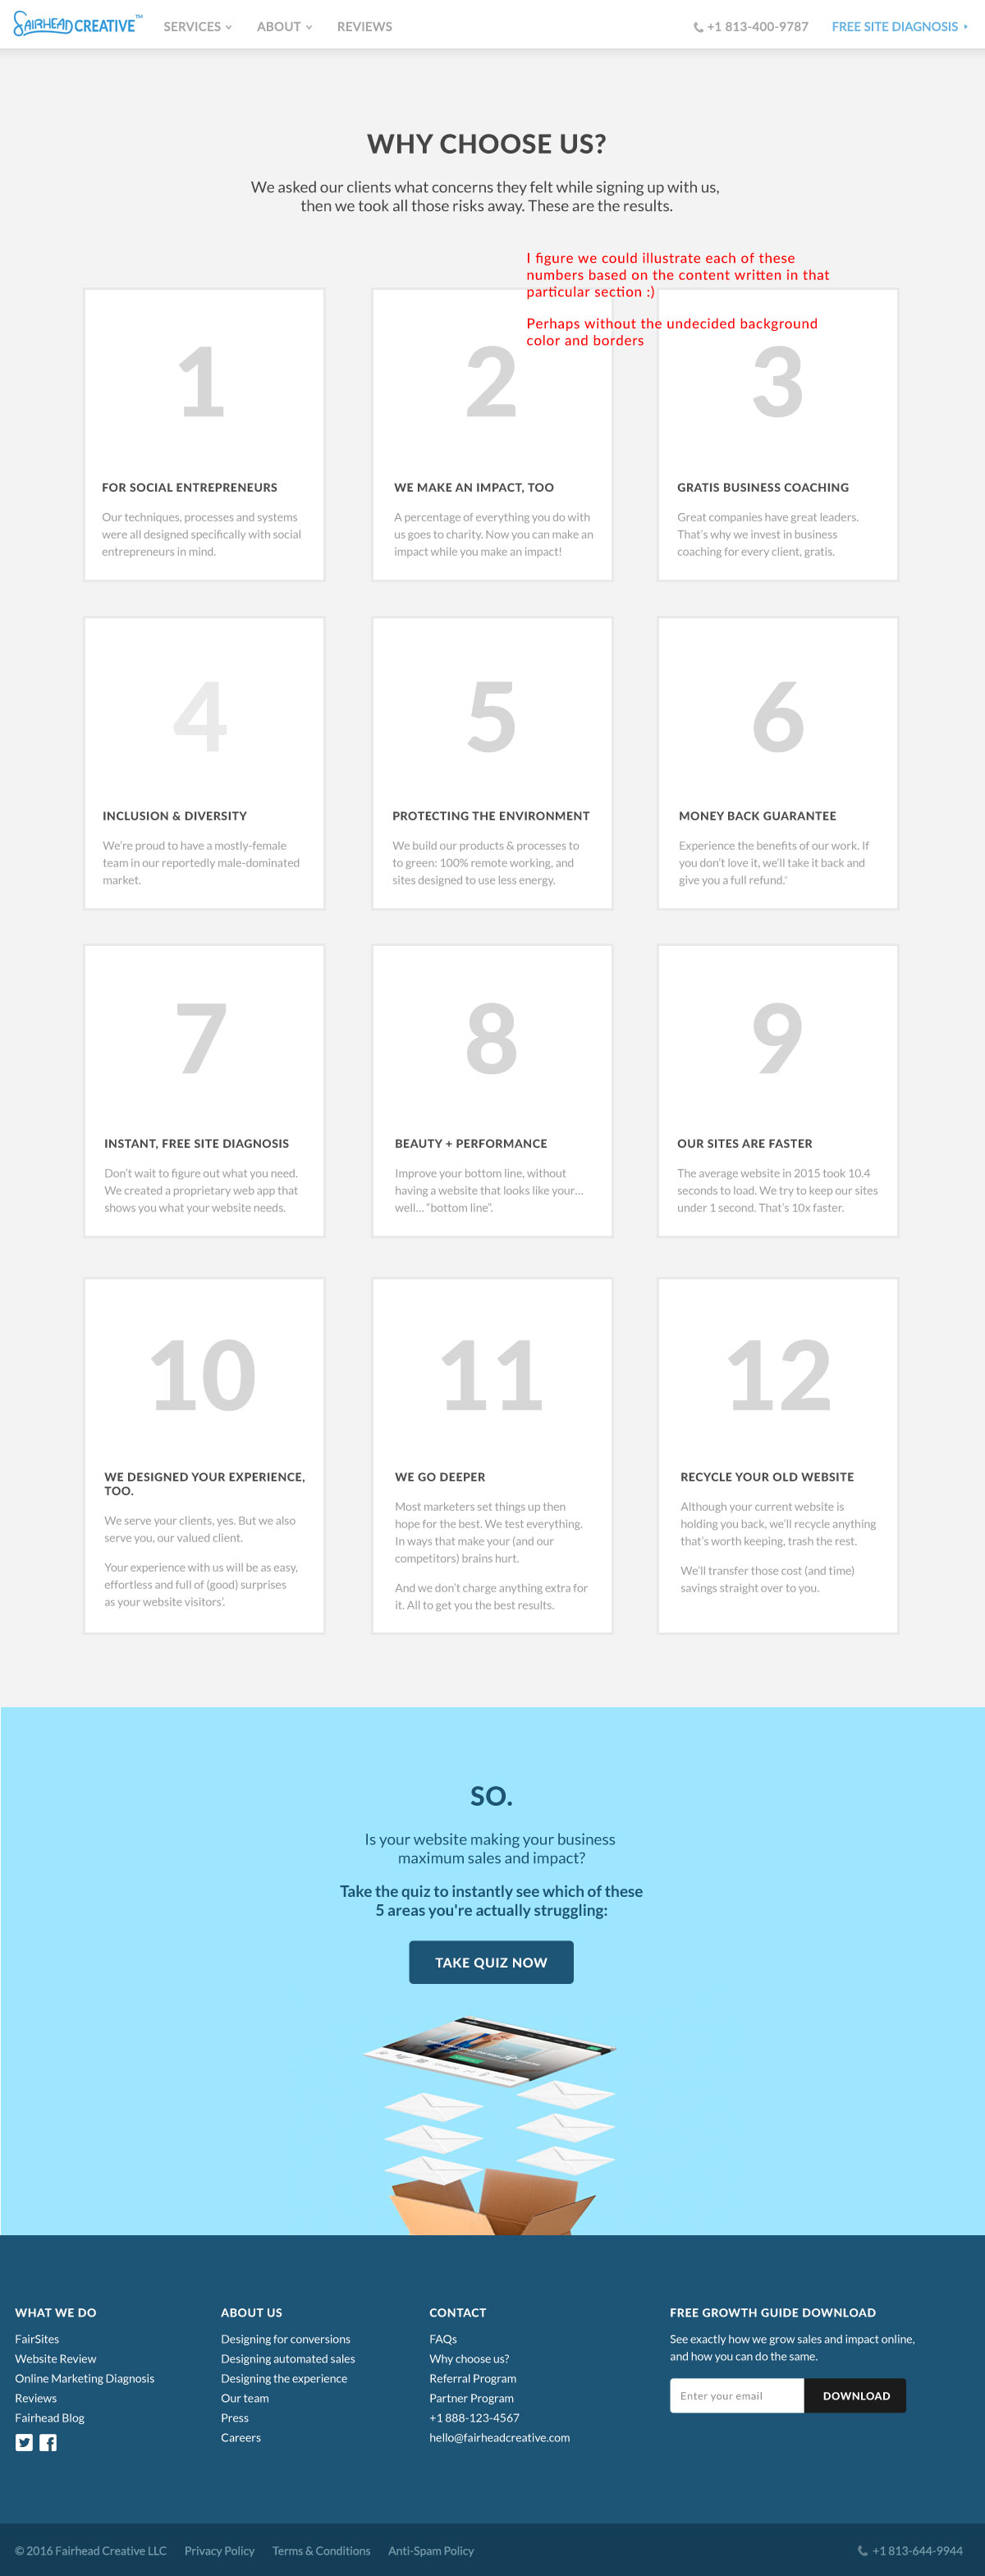 FAIRHEAD CREATIVE™ SERVICES ABOUT REVIEWS +1 813-400-9787 FREE SITE DIAGNOSIS
WHY CHOOSE US?
We asked our clients what concerns they felt while signing up with us,
then we took all those risks away. These are the results.
I figure we could illustrate each of these
numbers based on the content written in that
particular section :)
Perhaps without the undecided background
color and borders
1
FOR SOCIAL ENTREPRENEURS
Our techniques, processes and systems
were all designed specifically with social
entrepreneurs in mind.
2
WE MAKE AN IMPACT, TOO
A percentage of everything you do with
us goes to charity. Now you can make an
impact while you make an impact!
3
GRATIS BUSINESS COACHING
Great companies have great leaders.
That's why we invest in business
coaching for every client, gratis.
4
INCLUSION & DIVERSITY
We're proud to have a mostly-female
team in our reportedly male-dominated
market.
5
PROTECTING THE ENVIRONMENT
We build our products & processes to
to green: 100% remote working, and
sites designed to use less energy.
6
MONEY BACK GUARANTEE
Experience the benefits of our work. If
you don't love it, we'll take it back and
give you a full refund.*
7
INSTANT, FREE SITE DIAGNOSIS
Don't wait to figure out what you need.
We created a proprietary web app that
shows you what your website needs.
8
BEAUTY + PERFORMANCE
Improve your bottom line, without
having a website that looks like your...
well... "bottom line".
9
OUR SITES ARE FASTER
The average website in 2015 took 10.4
seconds to load. We try to keep our sites
under 1 second. That's 10x faster.
10
WE DESIGNED YOUR EXPERIENCE,
TOO.
We serve your clients, yes. But we also
serve you, our valued client.
Your experience with us will be as easy,
effortless and full of (good) surprises
as your website visitors'.
11
WE GO DEEPER
Most marketers set things up then
hope for the best. We test everything.
In ways that make your (and our
competitors) brains hurt.
And we don't charge anything extra for
it. All to get you the best results.
12
RECYCLE YOUR OLD WEBSITE
Although your current website is
holding you back, we'll recycle anything
that's worth keeping, trash the rest.
We'll transfer those cost (and time)
savings straight over to you.
SO.
Is your website making your business
maximum sales and impact?
Take the quiz to instantly see which of these
5 areas you're actually struggling:
TAKE QUIZ NOW
WHAT WE DO
FairSites
Website Review
Online Marketing Diagnosis
Reviews
Fairhead Blog
ABOUT US
Designing for conversions
Designing automated sales
Designing the experience
Our team
Press
Careers
CONTACT
FAQs
Why choose us?
Referral Program
Partner Program
+1 888-123-4567
hello@fairheadcreative.com
FREE GROWTH GUIDE DOWNLOAD
See exactly how we grow sales and impact online,
and how you can do the same.
Enter your email DOWNLOAD
© 2016 Fairhead Creative LLC Privacy Policy Terms & Conditions Anti-Spam Policy +1 813-644-9944